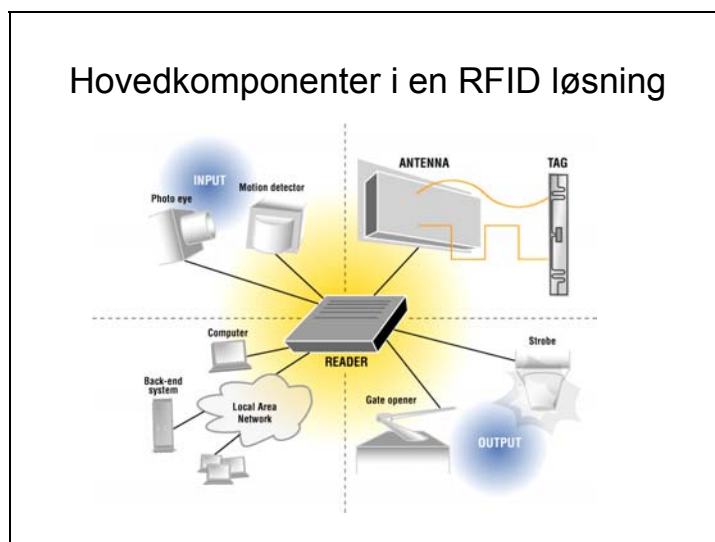 Hovedkomponenter i en RFID løsning
INPUT
Photo eye
Motion detector
ANTENNA
TAG
READER
Computer
Back-end
system
Local Area
Network
Gate opener
Strobe
OUTPUT